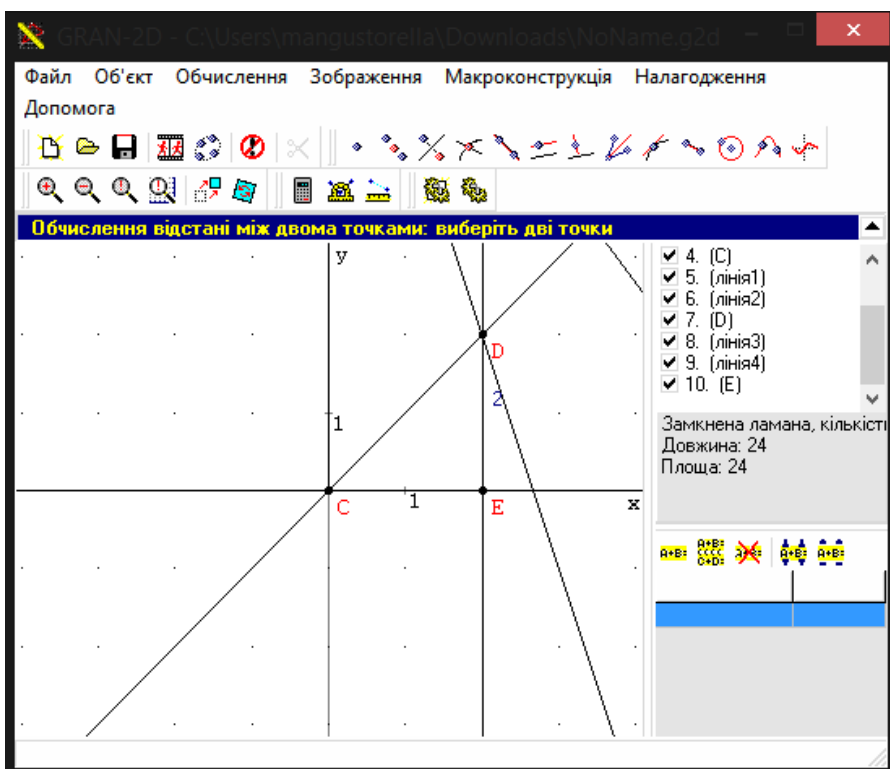 GRAN-2D - C:\Users\mangustorella\Downloads\NoName.g2d
Файл Об'єкт Обчислення Зображення Макроконструкція Налагодження
Допомога
Обчислення відстані між двома точками: виберіть дві точки
y
D
2
1
C
1
E
x
4. (C)
5. (лінія1)
6. (лінія2)
7. (D)
8. (лінія3)
9. (лінія4)
10. (E)
Замкнена ламана, кількісті
Довжина: 24
Площа: 24
A+B= A+B= CCCC C+D= A+B= A+B= A+B=